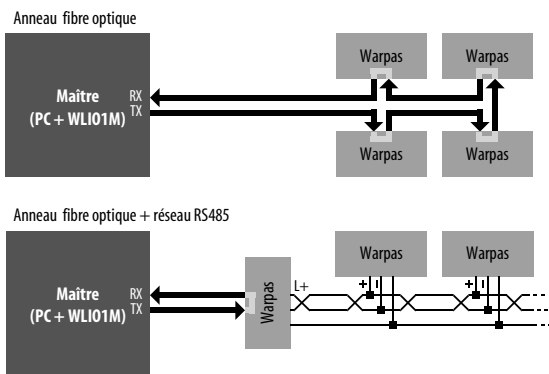 Anneau fibre optique
Maître
(PC + WLI01M)
RX
TX
Warpas
Warpas
Warpas
Warpas
Anneau fibre optique + réseau RS485
Maître
(PC + WLI01M)
RX
TX
Warpas
L+
Warpas
+
-
Warpas
+
-